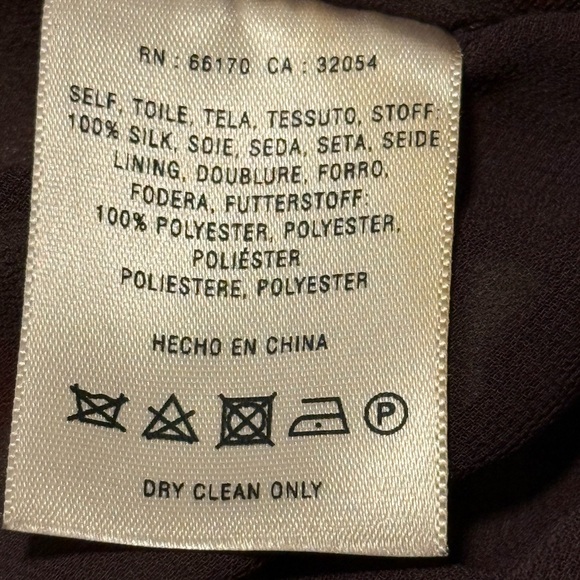 RN : 66170 CA : 32054
SELF, TOILE, TELA, TESSUTO, STOFF:
100% SILK, SOIE, SEDA, SETA, SEIDE
LINING, DOUBLURE, FORRO,
FODERA, FUTTERSTOFF:
100% POLYESTER, POLYESTER,
POLIÉSTER
POLIESTERE, POLYESTER
HECHO EN CHINA
P
DRY CLEAN ONLY